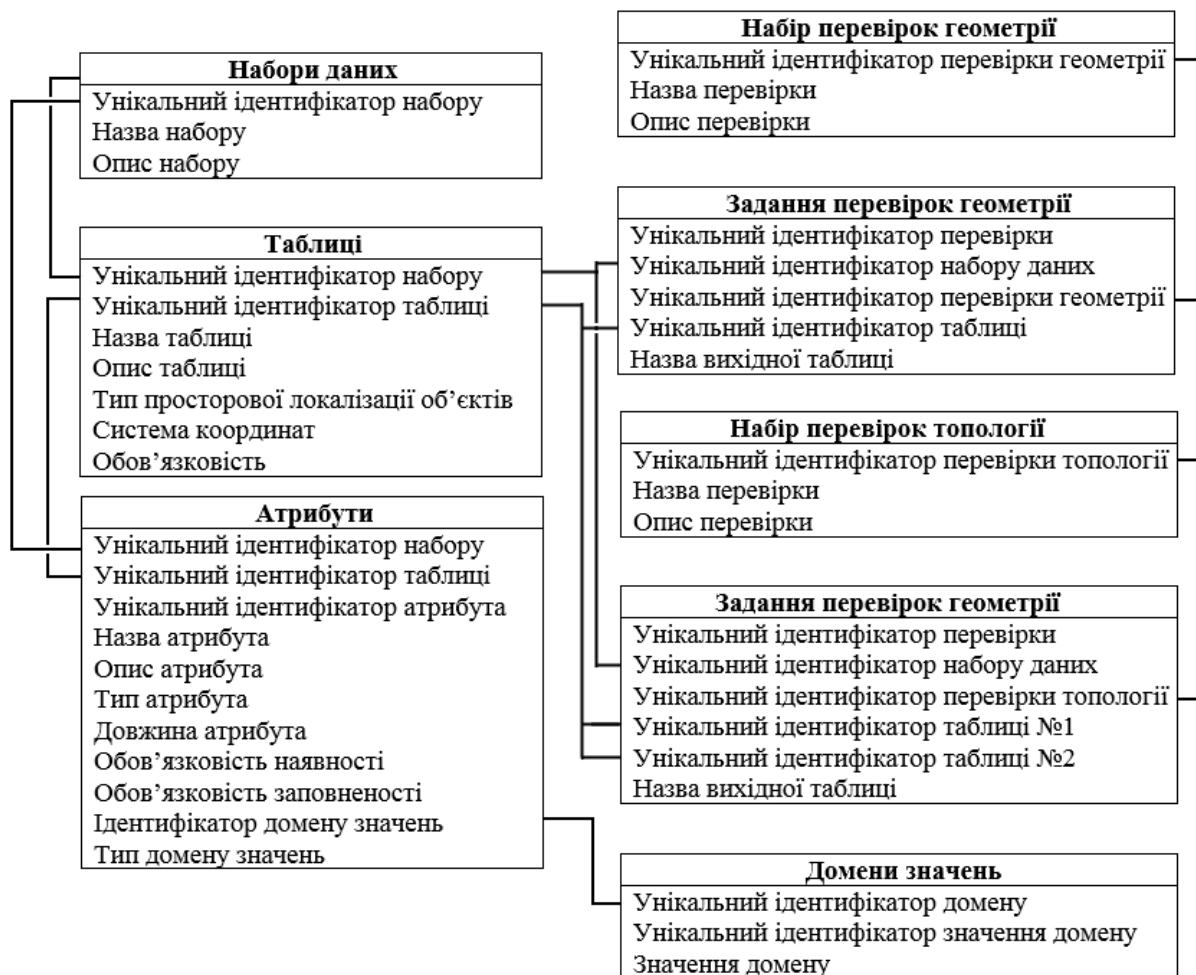 Набори даних
Унікальний ідентифікатор набору
Назва набору
Опис набору
Таблиці
Унікальний ідентифікатор набору
Унікальний ідентифікатор таблиці
Назва таблиці
Опис таблиці
Тип просторової локалізації об’єктів
Система координат
Обов’язковість
Атрибути
Унікальний ідентифікатор набору
Унікальний ідентифікатор таблиці
Унікальний ідентифікатор атрибута
Назва атрибута
Опис атрибута
Тип атрибута
Довжина атрибута
Обов’язковість наявності
Обов’язковість заповненості
Ідентифікатор домену значень
Тип домену значень
Набір перевірок геометрії
Унікальний ідентифікатор перевірки геометрії
Назва перевірки
Опис перевірки
Задання перевірок геометрії
Унікальний ідентифікатор перевірки
Унікальний ідентифікатор набору даних
Унікальний ідентифікатор перевірки геометрії
Унікальний ідентифікатор таблиці
Назва вихідної таблиці
Набір перевірок топології
Унікальний ідентифікатор перевірки топології
Назва перевірки
Опис перевірки
Задання перевірок геометрії
Унікальний ідентифікатор перевірки
Унікальний ідентифікатор набору даних
Унікальний ідентифікатор перевірки топології
Унікальний ідентифікатор таблиці №1
Унікальний ідентифікатор таблиці №2
Назва вихідної таблиці
Домени значень
Унікальний ідентифікатор домену
Унікальний ідентифікатор значення домену
Значення домену